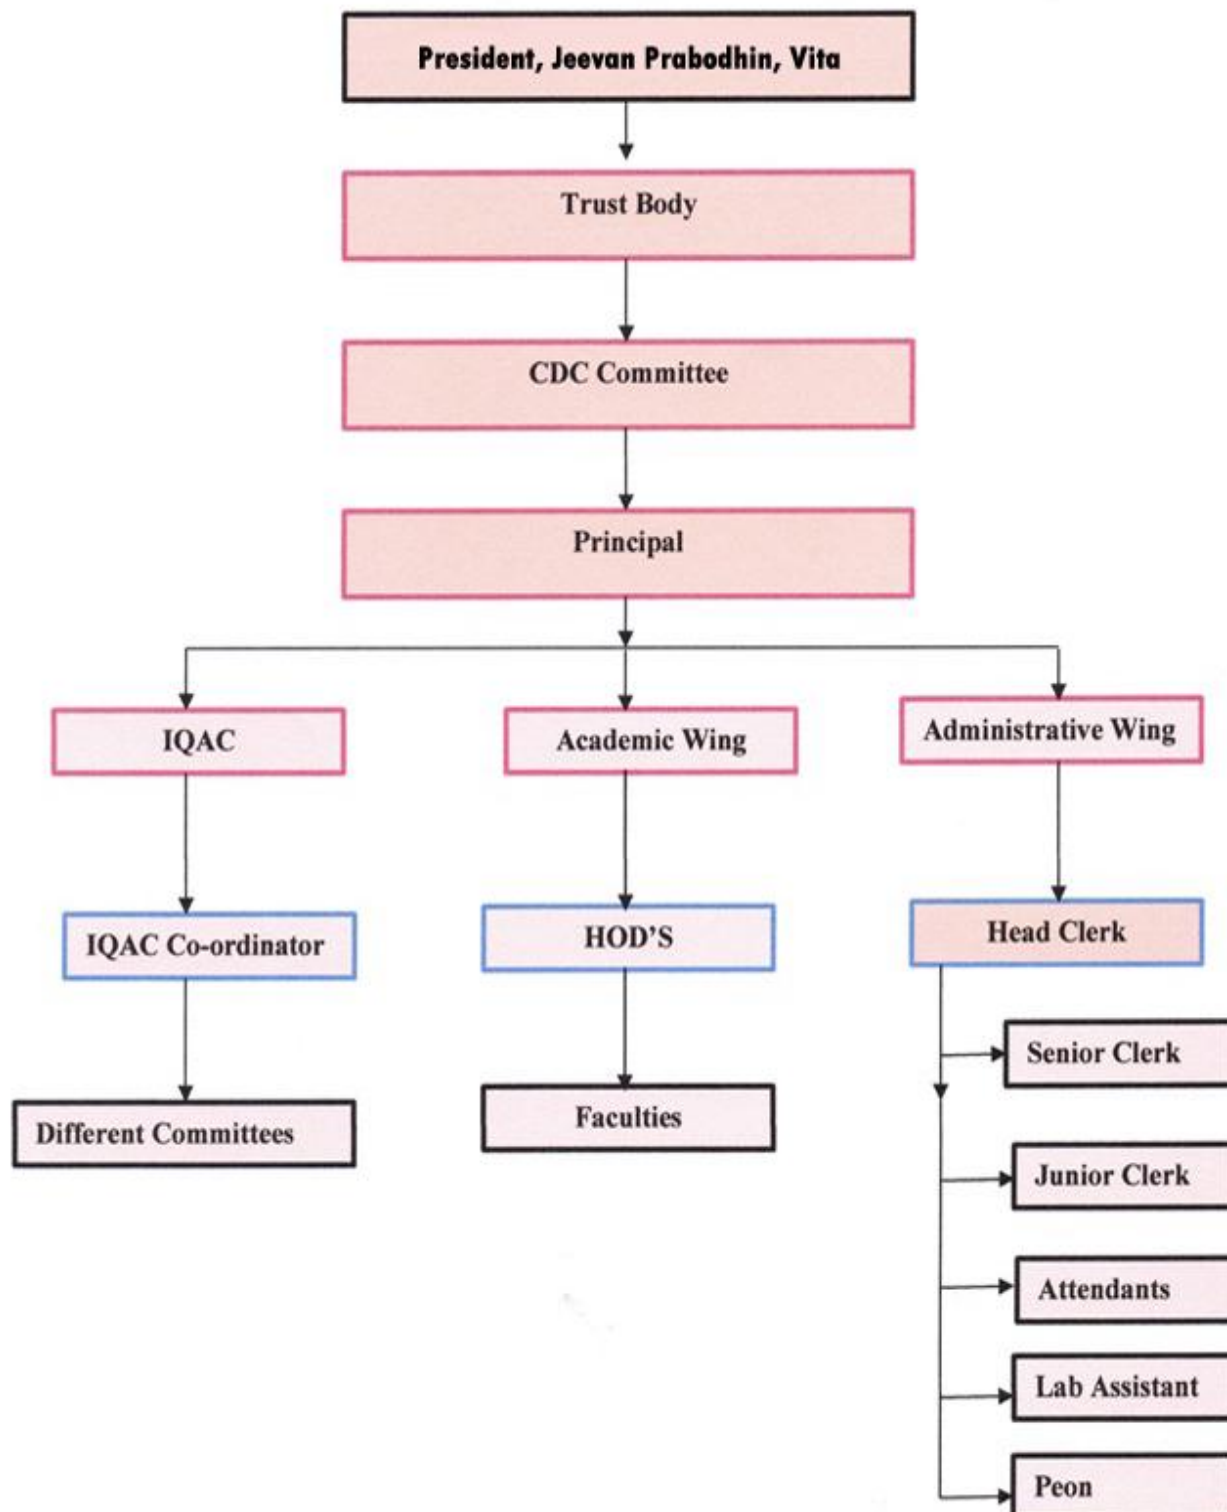 President, Jeevan Prabodhin, Vita
Trust Body
CDC Committee
Principal
IQAC
Academic Wing
Administrative Wing
IQAC Co-ordinator
HOD'S
Head Clerk
Senior Clerk
Different Committees
Faculties
Junior Clerk
Attendants
Lab Assistant
Peon